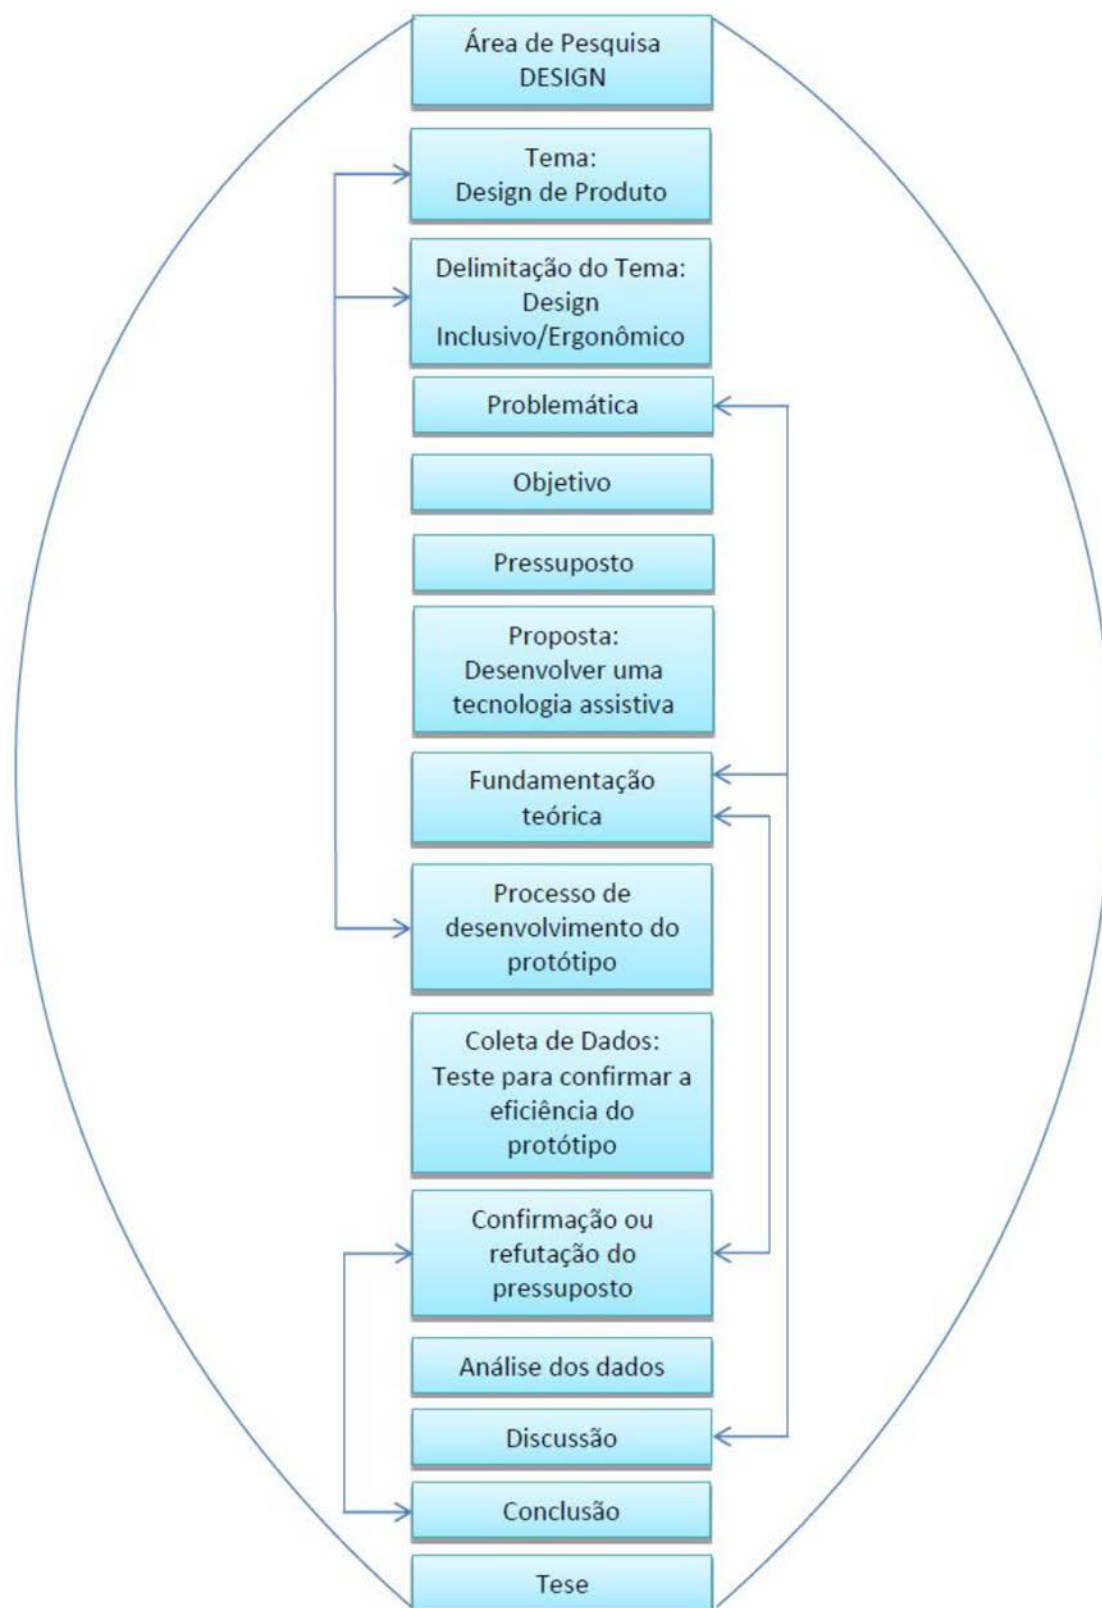 Área de Pesquisa
DESIGN
Tema:
Design de Produto
Delimitação do Tema:
Design
Inclusivo/Ergonômico
Problemática
Objetivo
Pressuposto
Proposta:
Desenvolver uma
tecnologia assistiva
Fundamentação
teórica
Processo de
desenvolvimento do
protótipo
Coleta de Dados:
Teste para confirmar a
eficiência do
protótipo
Confirmação ou
refutação do
pressuposto
Análise dos dados
Discussão
Conclusão
Tese